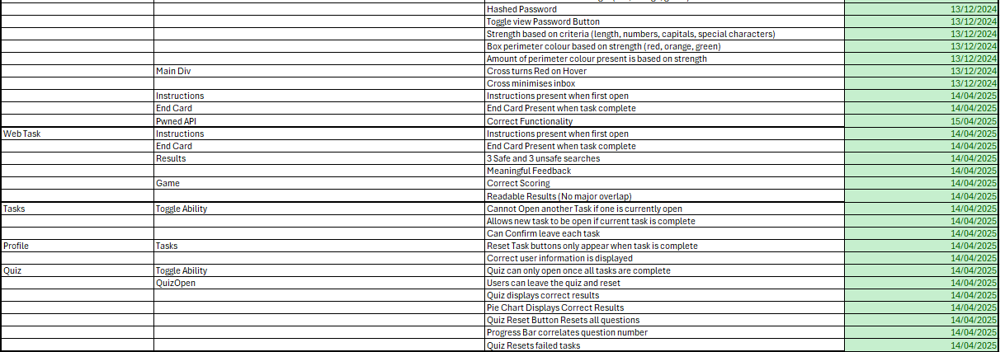 Hashed Password 13/12/2024
Toggle view Password Button 13/12/2024
Strength based on criteria (length, numbers, capitals, special characters) 13/12/2024
Box perimeter colour based on strength (red, orange, green) 13/12/2024
Amount of perimeter colour present is based on strength 13/12/2024
Main Div Cross turns Red on Hover 13/12/2024
Cross minimises inbox 13/12/2024
Instructions Instructions present when first open 14/04/2025
End Card End Card Present when task complete 14/04/2025
Pwned API Correct Functionality 15/04/2025
Web Task Instructions Instructions present when first open 14/04/2025
End Card End Card Present when task complete 14/04/2025
Results 3 Safe and 3 unsafe searches 14/04/2025
Meaningful Feedback 14/04/2025
Game Correct Scoring 14/04/2025
Readable Results (No major overlap) 14/04/2025
Tasks Toggle Ability Cannot Open another Task if one is currently open 14/04/2025
Allows new task to be open if current task is complete 14/04/2025
Can Confirm leave each task 14/04/2025
Profile Tasks Reset Task buttons only appear when task is complete 14/04/2025
Correct user information is displayed 14/04/2025
Quiz Toggle Ability Quiz can only open once all tasks are complete 14/04/2025
QuizOpen Users can leave the quiz and reset 14/04/2025
Quiz displays correct results 14/04/2025
Pie Chart Displays Correct Results 14/04/2025
Quiz Reset Button Resets all questions 14/04/2025
Progress Bar correlates question number 14/04/2025
Quiz Resets failed tasks 14/04/2025